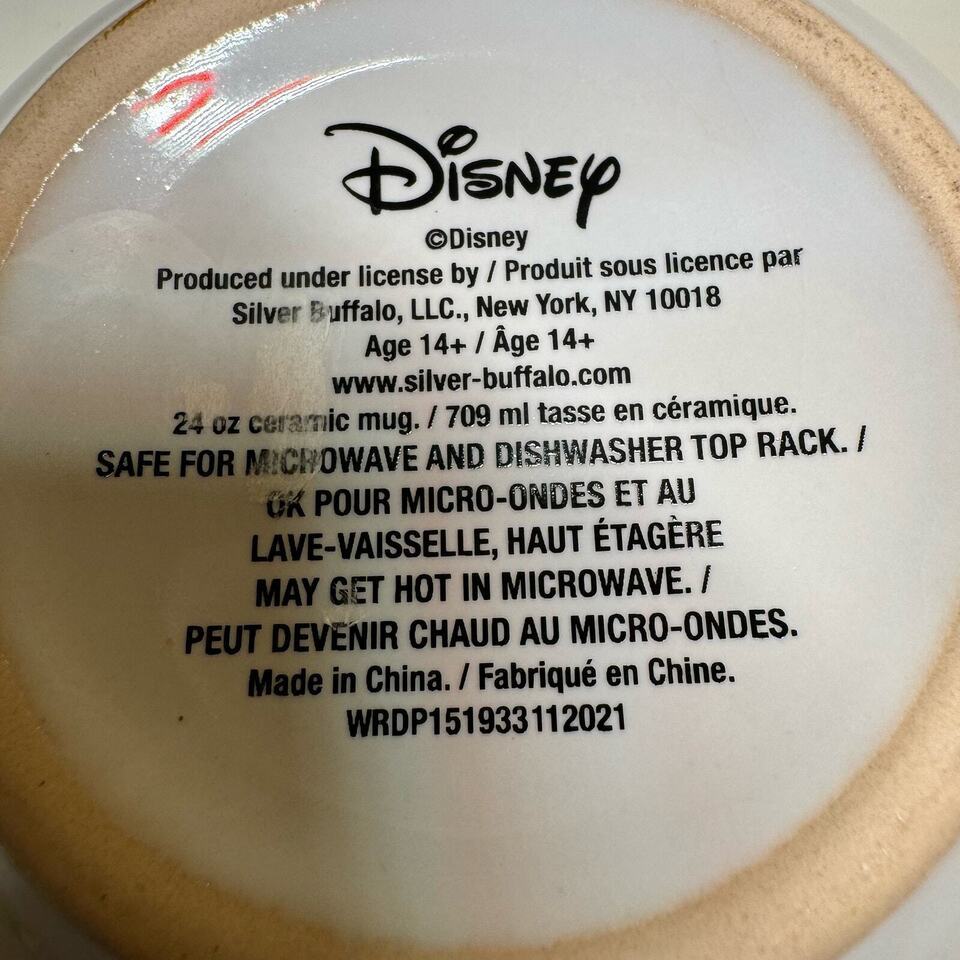 Disney
©Disney
Produced under license by / Produit sous licence par
Silver Buffalo, LLC., New York, NY 10018
Age 14+ / Âge 14+
www.silver-buffalo.com
24 oz ceramic mug. / 709 ml tasse en céramique.
SAFE FOR MICROWAVE AND DISHWASHER TOP RACK. /
OK POUR MICRO-ONDES ET AU
LAVE-VAISSELLE, HAUT ÉTAGÈRE
MAY GET HOT IN MICROWAVE. /
PEUT DEVENIR CHAUD AU MICRO-ONDES.
Made in China. / Fabriqué en Chine.
WRDP151933112021